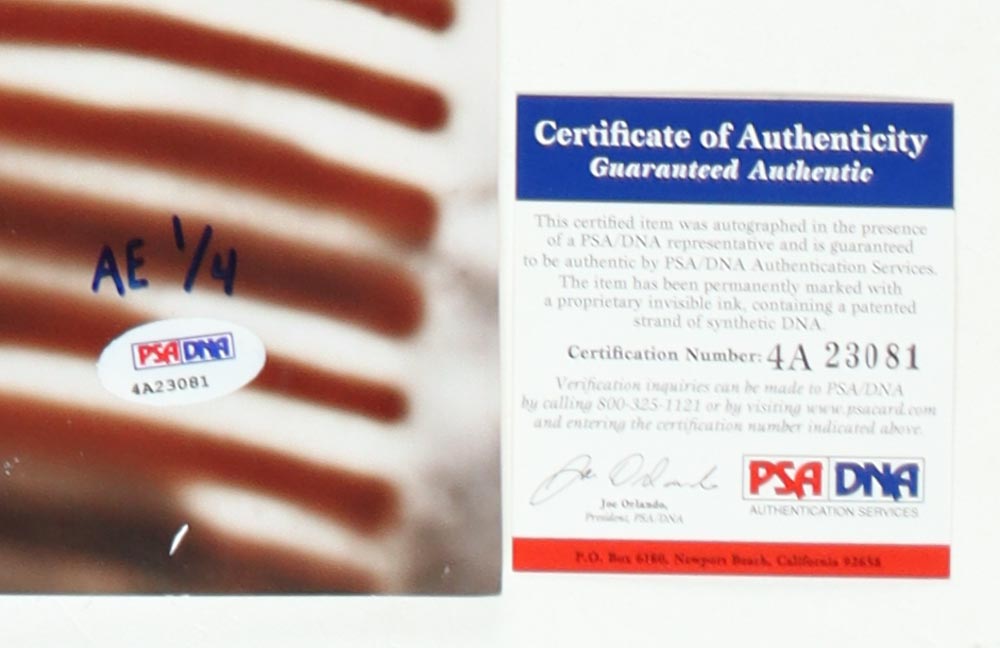 AE 1/4
PSA DNA
4A23081
Certificate of Authenticity
Guaranteed Authentic
This certified item was autographed in the presence
of a PSA/DNA representative and is guaranteed
to be authentic by PSA/DNA Authentication Services.
The item has been permanently marked with
a proprietary invisible ink, containing a patented
strand of synthetic DNA.
Certification Number: 4A 23081
Verification inquiries can be made to PSA/DNA
by calling 800-325-1121 or by visiting www.psacard.com
and entering the certification number indicated above.
Joe Orlando
Joe Orlando,
President, PSA/DNA
PSA DNA
AUTHENTICATION SERVICES
P.O. Box 6180, Newport Beach, California 92658